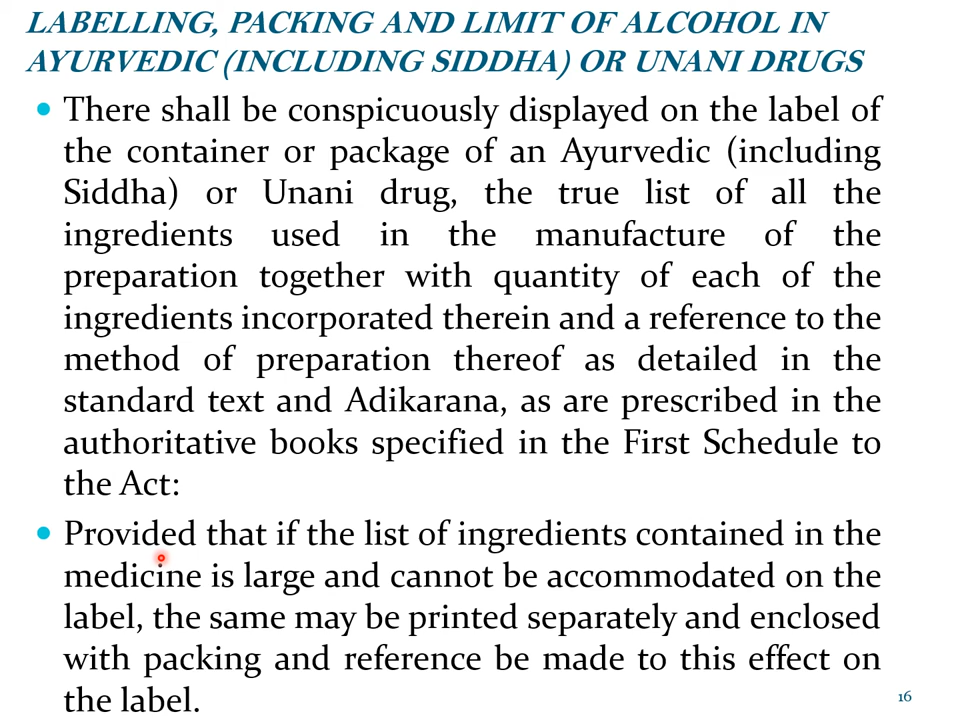 LABELLING, PACKING AND LIMIT OF ALCOHOL IN
AYURVEDIC (INCLUDING SIDDHA) OR UNANI DRUGS
• There shall be conspicuously displayed on the label of
the container or package of an Ayurvedic (including
Siddha) or Unani drug, the true list of all the
ingredients used in the manufacture of the
preparation together with quantity of each of the
ingredients incorporated therein and a reference to the
method of preparation thereof as detailed in the
standard text and Adikarana, as are prescribed in the
authoritative books specified in the First Schedule to
the Act:
• Provided that if the list of ingredients contained in the
medicine is large and cannot be accommodated on the
label, the same may be printed separately and enclosed
with packing and reference be made to this effect on
the label.
16